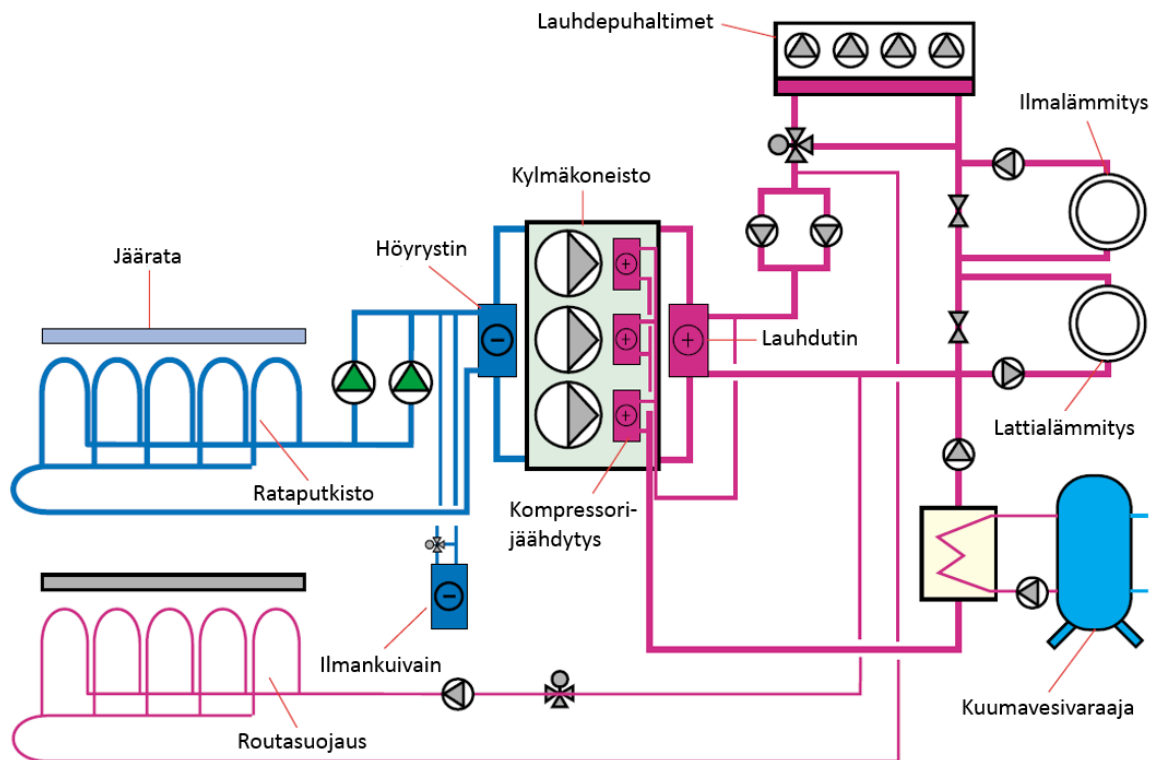 Lauhdepuhaltimet
Ilmalämmitys
Kylmäkoneisto
Höyrystin
Jäärata
Lauhdutin
Lattialämmitys
Rataputkisto
Kompressori-
jäähdytys
Ilmankuivain
Kuumavesivaraaja
Routasuojaus